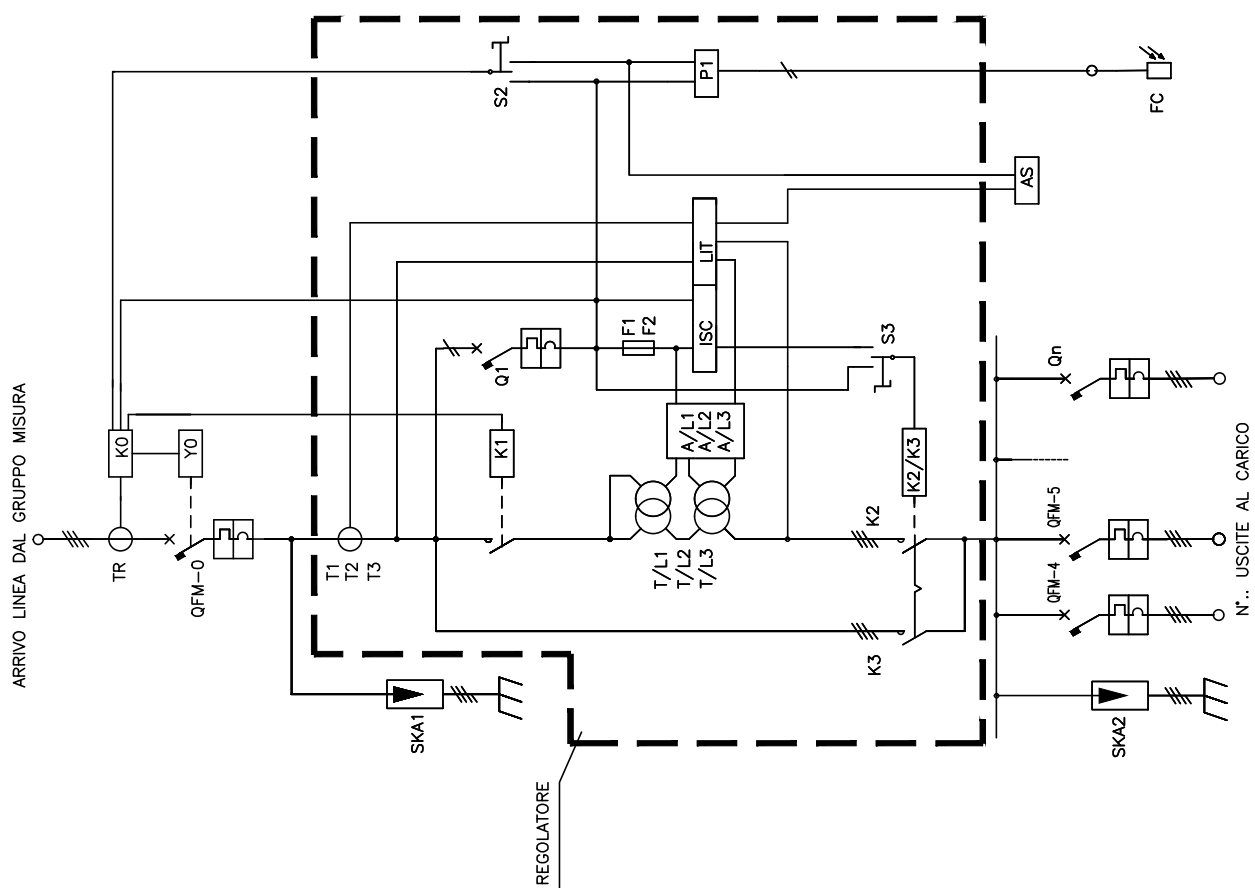 ARRIVO LINEA DAL GRUPPO MISURA
TR
K0
Y0
QFM-0
T1
T2
T3
SKA1
REGOLATORE
S2
P1
FC
AS
LIT
ISC
F1
F2
Q1
K1
A/L1
A/L2
A/L3
T/L1
T/L2
T/L3
S3
K2/K3
K2
K3
Qn
QFM-5
QFM-4
SKA2
N°.. USCITE AL CARICO